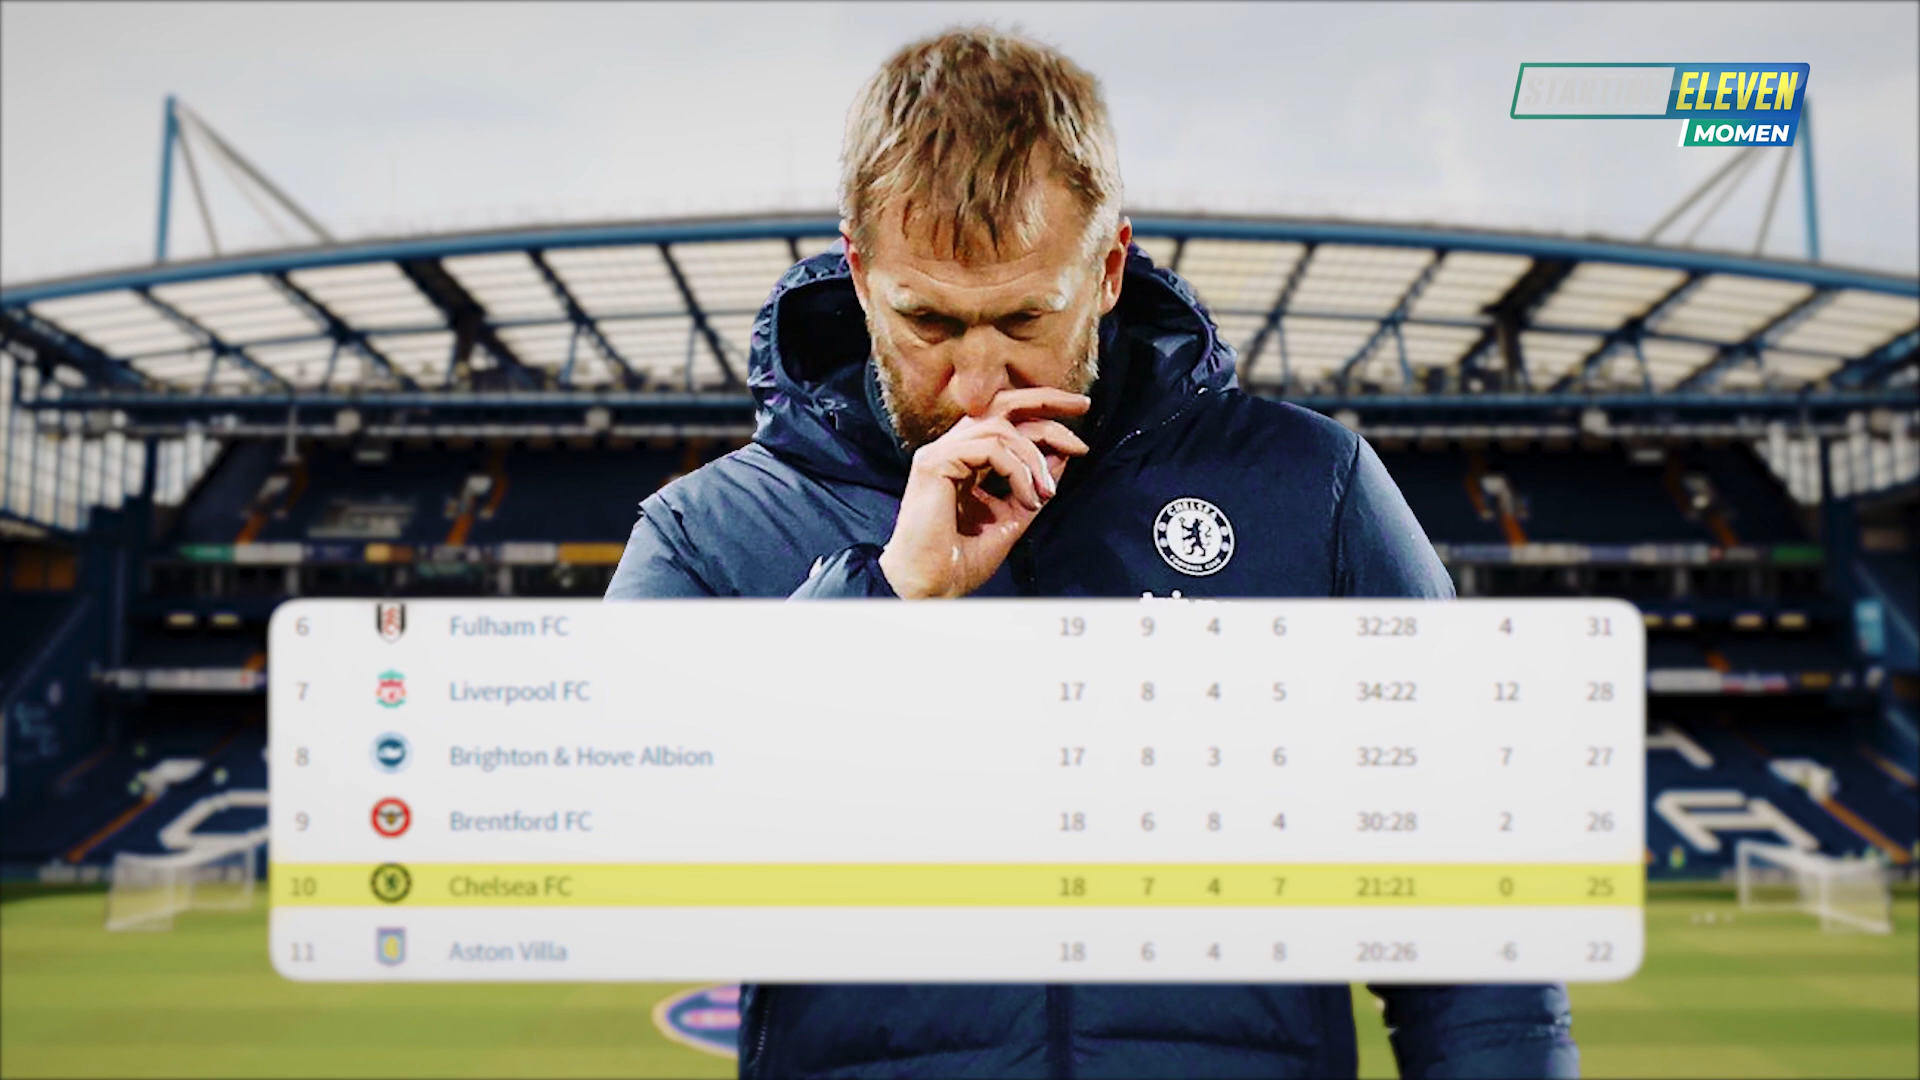 STARTING ELEVEN
MOMEN
CHELSEA
6 Fulham FC 19 9 4 6 32:28 4 31
7 Liverpool FC 17 8 4 5 34:22 12 28
8 Brighton & Hove Albion 17 8 3 6 32:25 7 27
9 Brentford FC 18 6 8 4 30:28 2 26
10 Chelsea FC 18 7 4 7 21:21 0 25
11 Aston Villa 18 6 4 8 20:26 -6 22